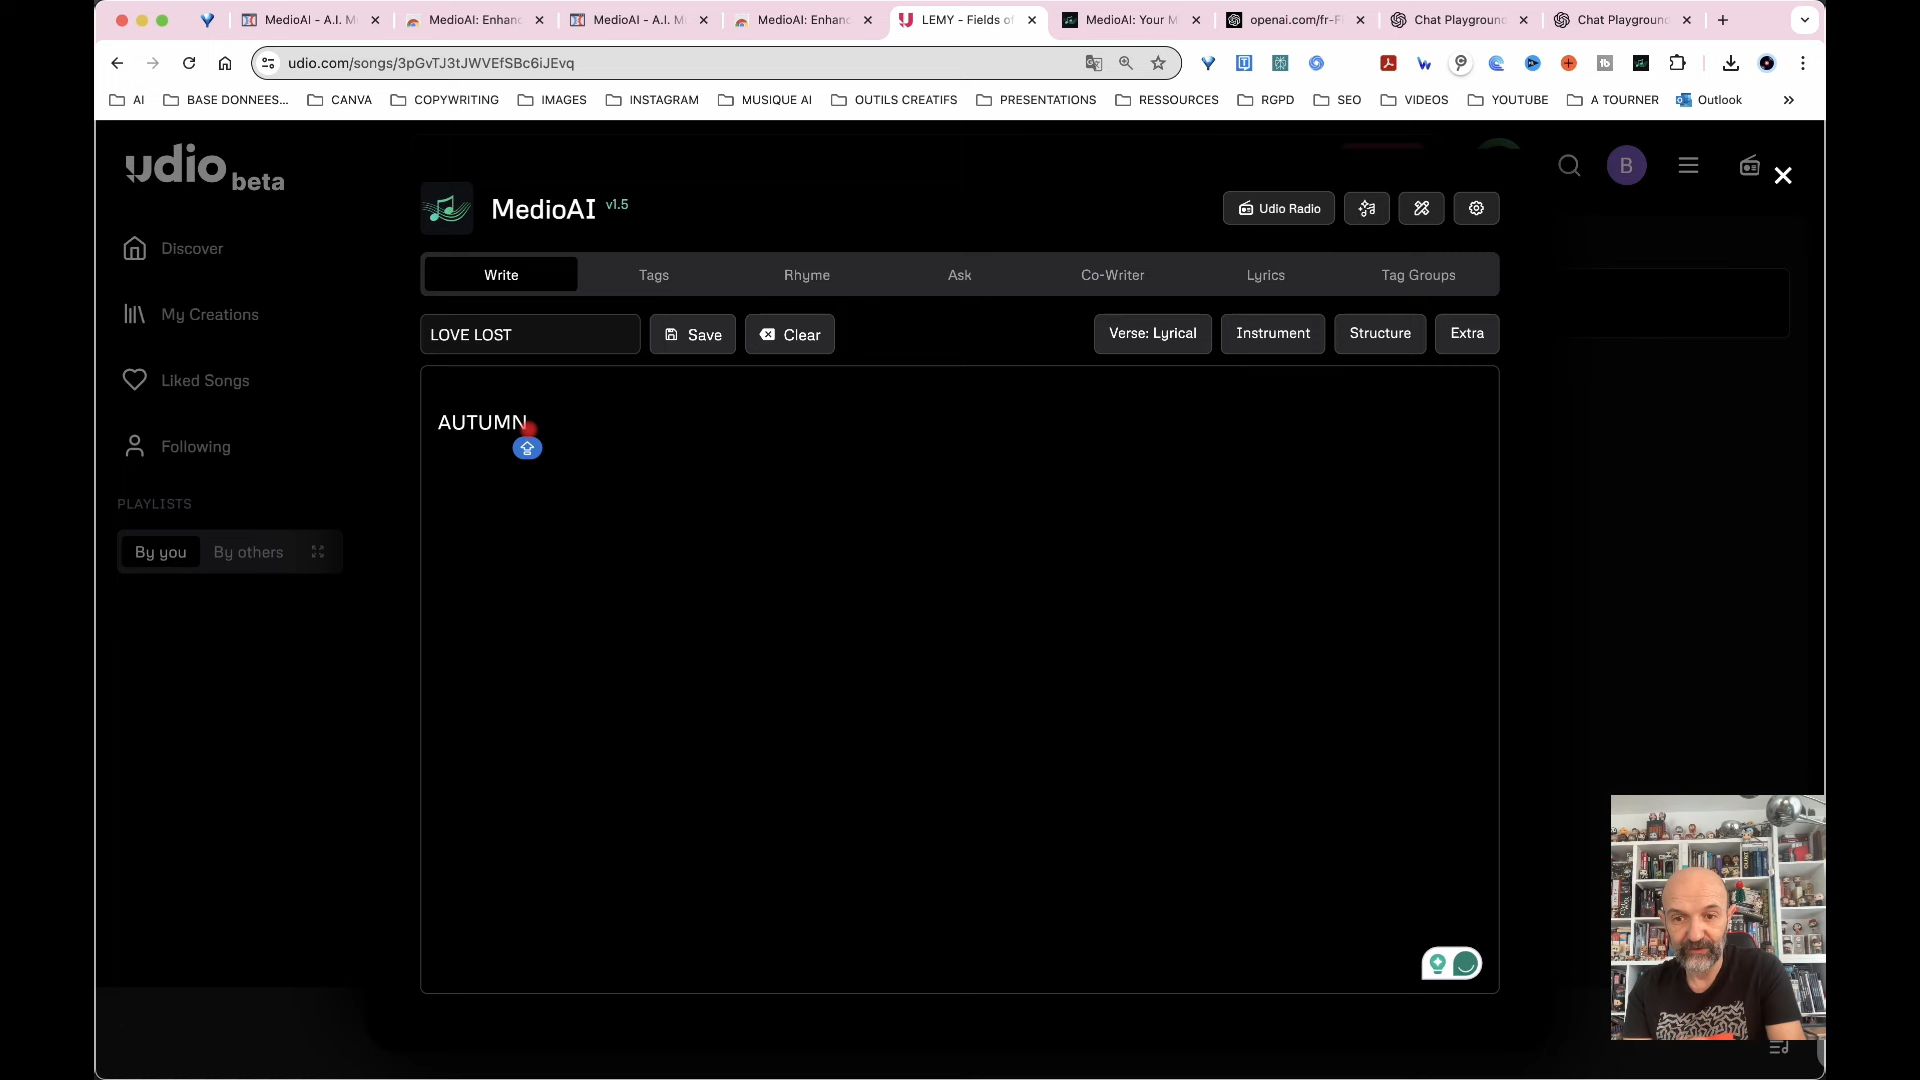 MedioAI - A.I. M
MedioAI: Enhanc
MedioAI - A.I. M
MedioAI: Enhanc
LEMY - Fields of
MedioAI: Your M
openai.com/fr-F
Chat Playground
Chat Playground
udio.com/songs/3pGvTJ3tJWVEfSBc6iJEvq
AI
BASE DONNEES...
CANVA
COPYWRITING
IMAGES
INSTAGRAM
MUSIQUE AI
OUTILS CREATIFS
PRESENTATIONS
RESSOURCES
RGPD
SEO
VIDEOS
YOUTUBE
A TOURNER
Outlook
»
udio beta
B
MedioAI v1.5
Udio Radio
Discover
My Creations
Liked Songs
Following
PLAYLISTS
By you
By others
Write
Tags
Rhyme
Ask
Co-Writer
Lyrics
Tag Groups
LOVE LOST
Save
Clear
Verse: Lyrical
Instrument
Structure
Extra
AUTUMN